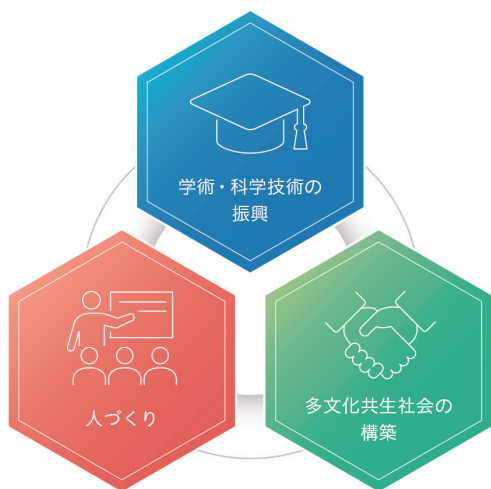 学術・科学技術の
振興
人づくり
多文化共生社会の
構築